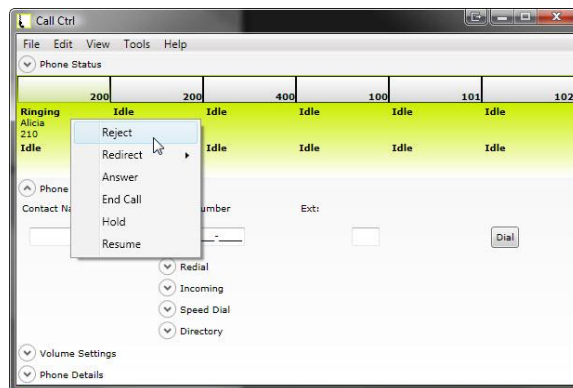 Call Ctrl
File Edit View Tools Help
Phone Status
200 200 400 100 101 102
Ringing Idle Idle Idle Idle Idle
Alicia
210
Idle Idle Idle Idle Idle
Reject
Redirect
Answer
End Call
Hold
Resume
Phone
Contact Na umber Ext:
_-____
Dial
Redial
Incoming
Speed Dial
Directory
Volume Settings
Phone Details